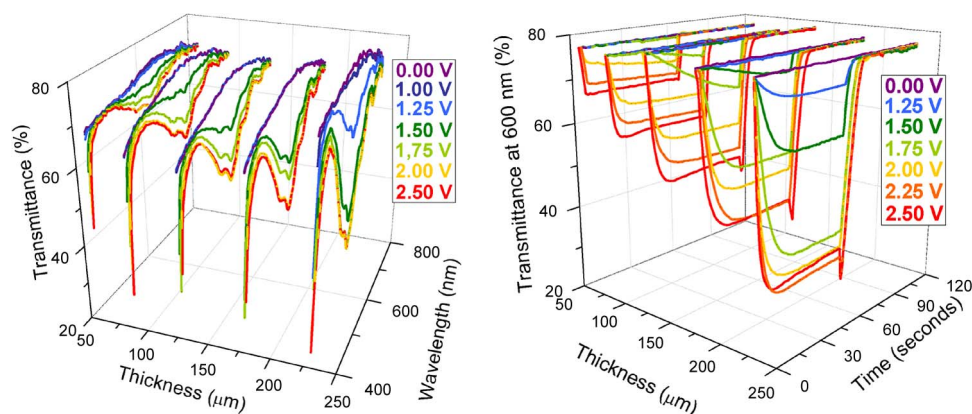 80
60
40
20
Transmittance (%)
50
100
150
200
250
Thickness (μm)
400
600
800
Wavelength (nm)
0.00 V
1.00 V
1.25 V
1.50 V
1,75 V
2.00 V
2.50 V
80
60
40
20
Transmittance at 600 nm (%)
50
100
150
200
250
Thickness (μm)
0
30
60
90
120
Time (seconds)
0.00 V
1.25 V
1.50 V
1.75 V
2.00 V
2.25 V
2.50 V